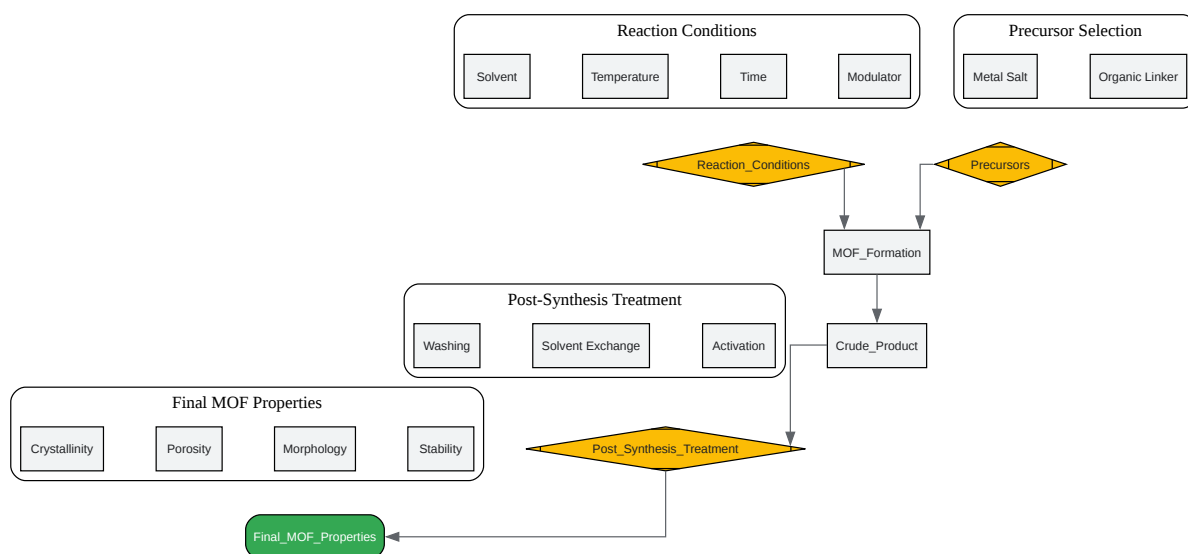 Reaction Conditions
Precursor Selection
Solvent
Temperature
Time
Modulator
Metal Salt
Organic Linker
Reaction_Conditions
Precursors
MOF_Formation
Post-Synthesis Treatment
Washing
Solvent Exchange
Activation
Crude_Product
Final MOF Properties
Crystallinity
Porosity
Morphology
Stability
Post_Synthesis_Treatment
Final_MOF_Properties